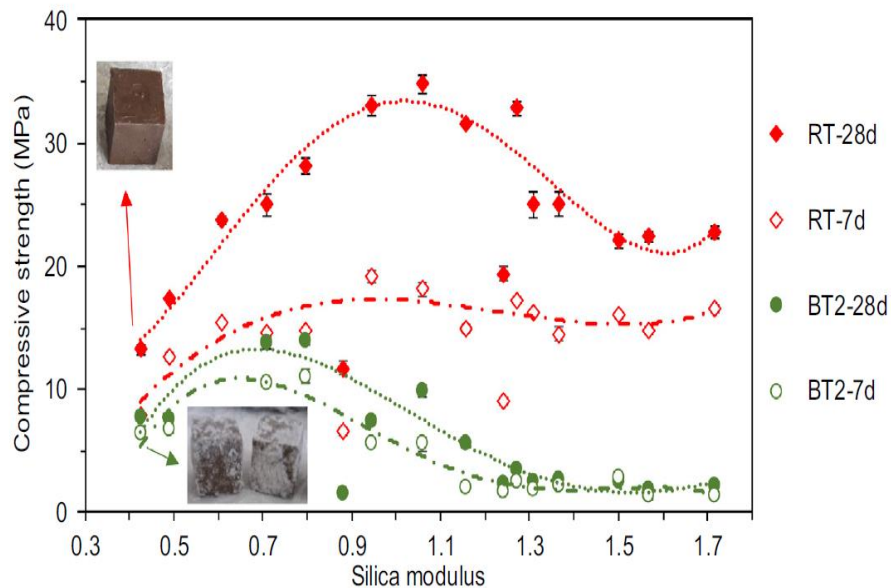 40
30
20
10
0
Compressive strength (MPa)
0.3 0.5 0.7 0.9 1.1 1.3 1.5 1.7
Silica modulus
RT-28d
RT-7d
BT2-28d
BT2-7d